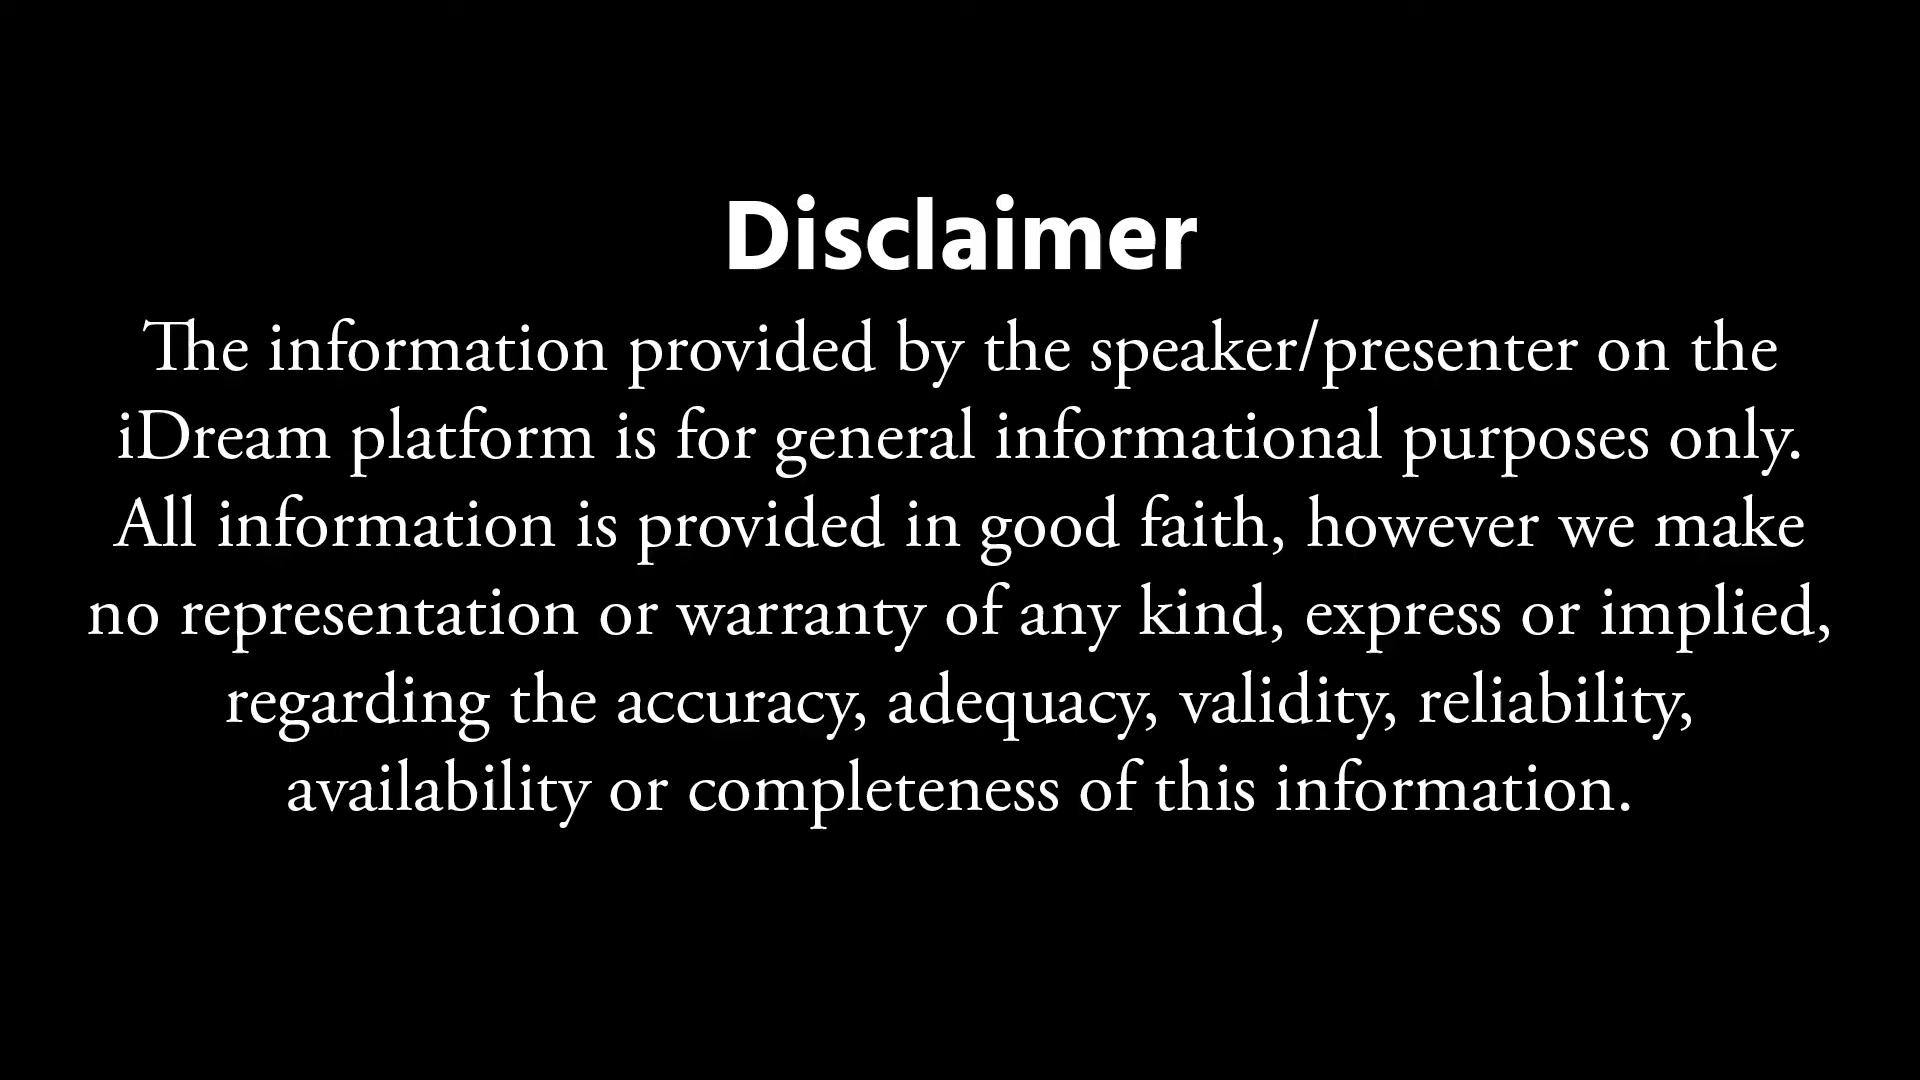 Disclaimer
The information provided by the speaker/presenter on the
iDream platform is for general informational purposes only.
All information is provided in good faith, however we make
no representation or warranty of any kind, express or implied,
regarding the accuracy, adequacy, validity, reliability,
availability or completeness of this information.